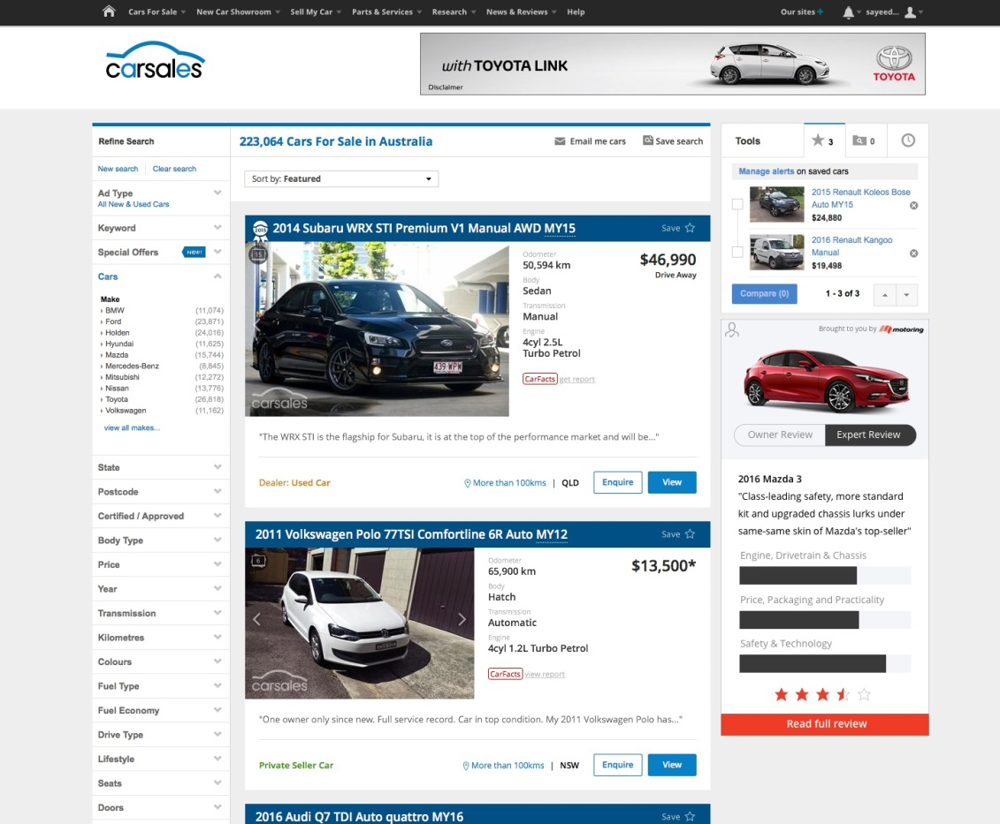 Cars For Sale
New Car Showroom
Sell My Car
Parts & Services
Research
News & Reviews
Help
Our sites +
sayeed...
carsales
with TOYOTA LINK
Disclaimer
TOYOTA
Refine Search
New search
Clear search
Ad Type
All New & Used Cars
Keyword
Special Offers
NEW!
Cars
Make
BMW (11,074)
Ford (23,871)
Holden (24,016)
Hyundai (11,625)
Mazda (15,744)
Mercedes-Benz (8,845)
Mitsubishi (12,272)
Nissan (13,776)
Toyota (26,818)
Volkswagen (11,162)
view all makes...
State
Postcode
Certified / Approved
Body Type
Price
Year
Transmission
Kilometres
Colours
Fuel Type
Fuel Economy
Drive Type
Lifestyle
Seats
Doors
223,064 Cars For Sale in Australia
Email me cars
Save search
Sort by: Featured
2015
2014 Subaru WRX STI Premium V1 Manual AWD MY15
Save
15
439·WPW
carsales
Odometer
50,594 km
Body
Sedan
Transmission
Manual
Engine
4cyl 2.5L
Turbo Petrol
CarFacts get report
$46,990
Drive Away
"The WRX STI is the flagship for Subaru, it is at the top of the performance market and will be..."
Dealer: Used Car
More than 100kms | QLD
Enquire
View
2011 Volkswagen Polo 77TSI Comfortline 6R Auto MY12
Save
6
carsales
Odometer
65,900 km
Body
Hatch
Transmission
Automatic
Engine
4cyl 1.2L Turbo Petrol
CarFacts view report
$13,500*
"One owner only since new. Full service record. Car in top condition. My 2011 Volkswagen Polo has..."
Private Seller Car
More than 100kms | NSW
Enquire
View
2016 Audi Q7 TDI Auto quattro MY16
Save
Tools
3
0
Manage alerts on saved cars
2015 Renault Koleos Bose
Auto MY15
$24,880
2016 Renault Kangoo
Manual
$19,498
Compare (0)
1 - 3 of 3
Brought to you by motoring
Owner Review
Expert Review
2016 Mazda 3
"Class-leading safety, more standard
kit and upgraded chassis lurks under
same-same skin of Mazda's top-seller"
Engine, Drivetrain & Chassis
Price, Packaging and Practicality
Safety & Technology
Read full review